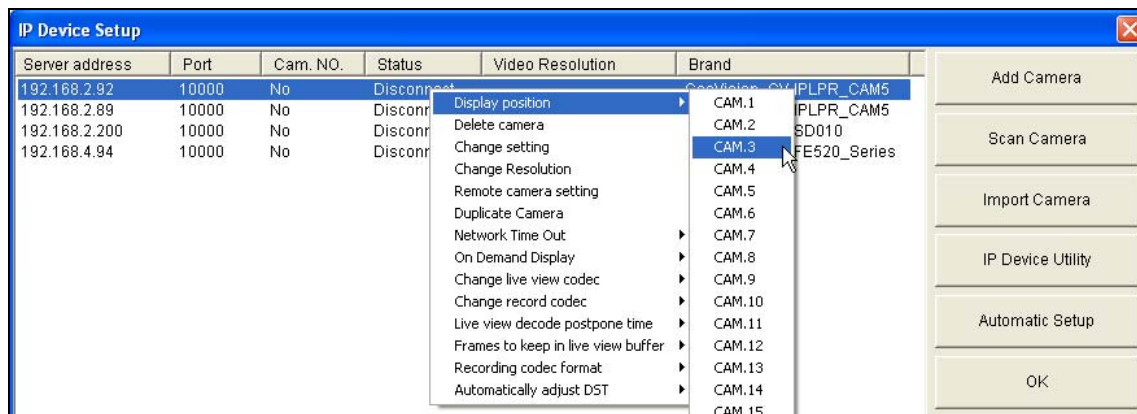 IP Device Setup
Server address Port Cam. NO. Status Video Resolution Brand
192.168.2.92 10000 No Disconnect GeoVision_GV-IPLPR_CAM5
192.168.2.89 10000 No Disconr IPLPR_CAM5
192.168.2.200 10000 No Disconr SD010
192.168.4.94 10000 No Disconr FE520_Series
Display position
Delete camera
Change setting
Change Resolution
Remote camera setting
Duplicate Camera
Network Time Out
On Demand Display
Change live view codec
Change record codec
Live view decode postpone time
Frames to keep in live view buffer
Recording codec format
Automatically adjust DST
CAM.1
CAM.2
CAM.3
CAM.4
CAM.5
CAM.6
CAM.7
CAM.8
CAM.9
CAM.10
CAM.11
CAM.12
CAM.13
CAM.14
CAM.15
Add Camera
Scan Camera
Import Camera
IP Device Utility
Automatic Setup
OK